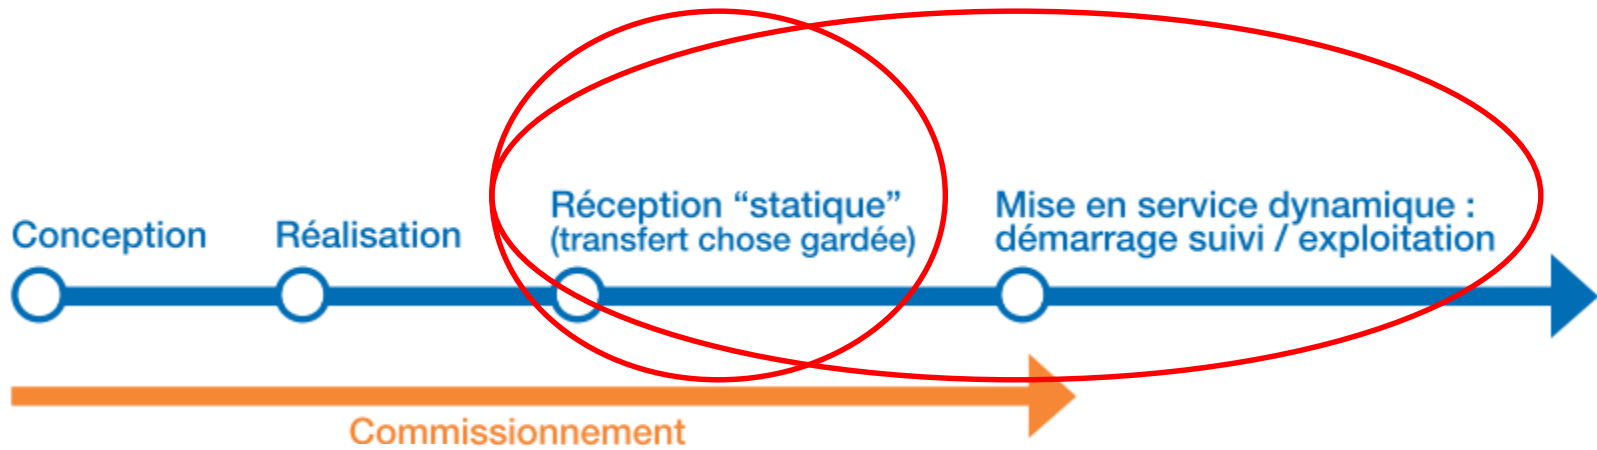 Conception
Réalisation
Réception “statique”
(transfert chose gardée)
Mise en service dynamique :
démarrage suivi / exploitation
Commissionnement